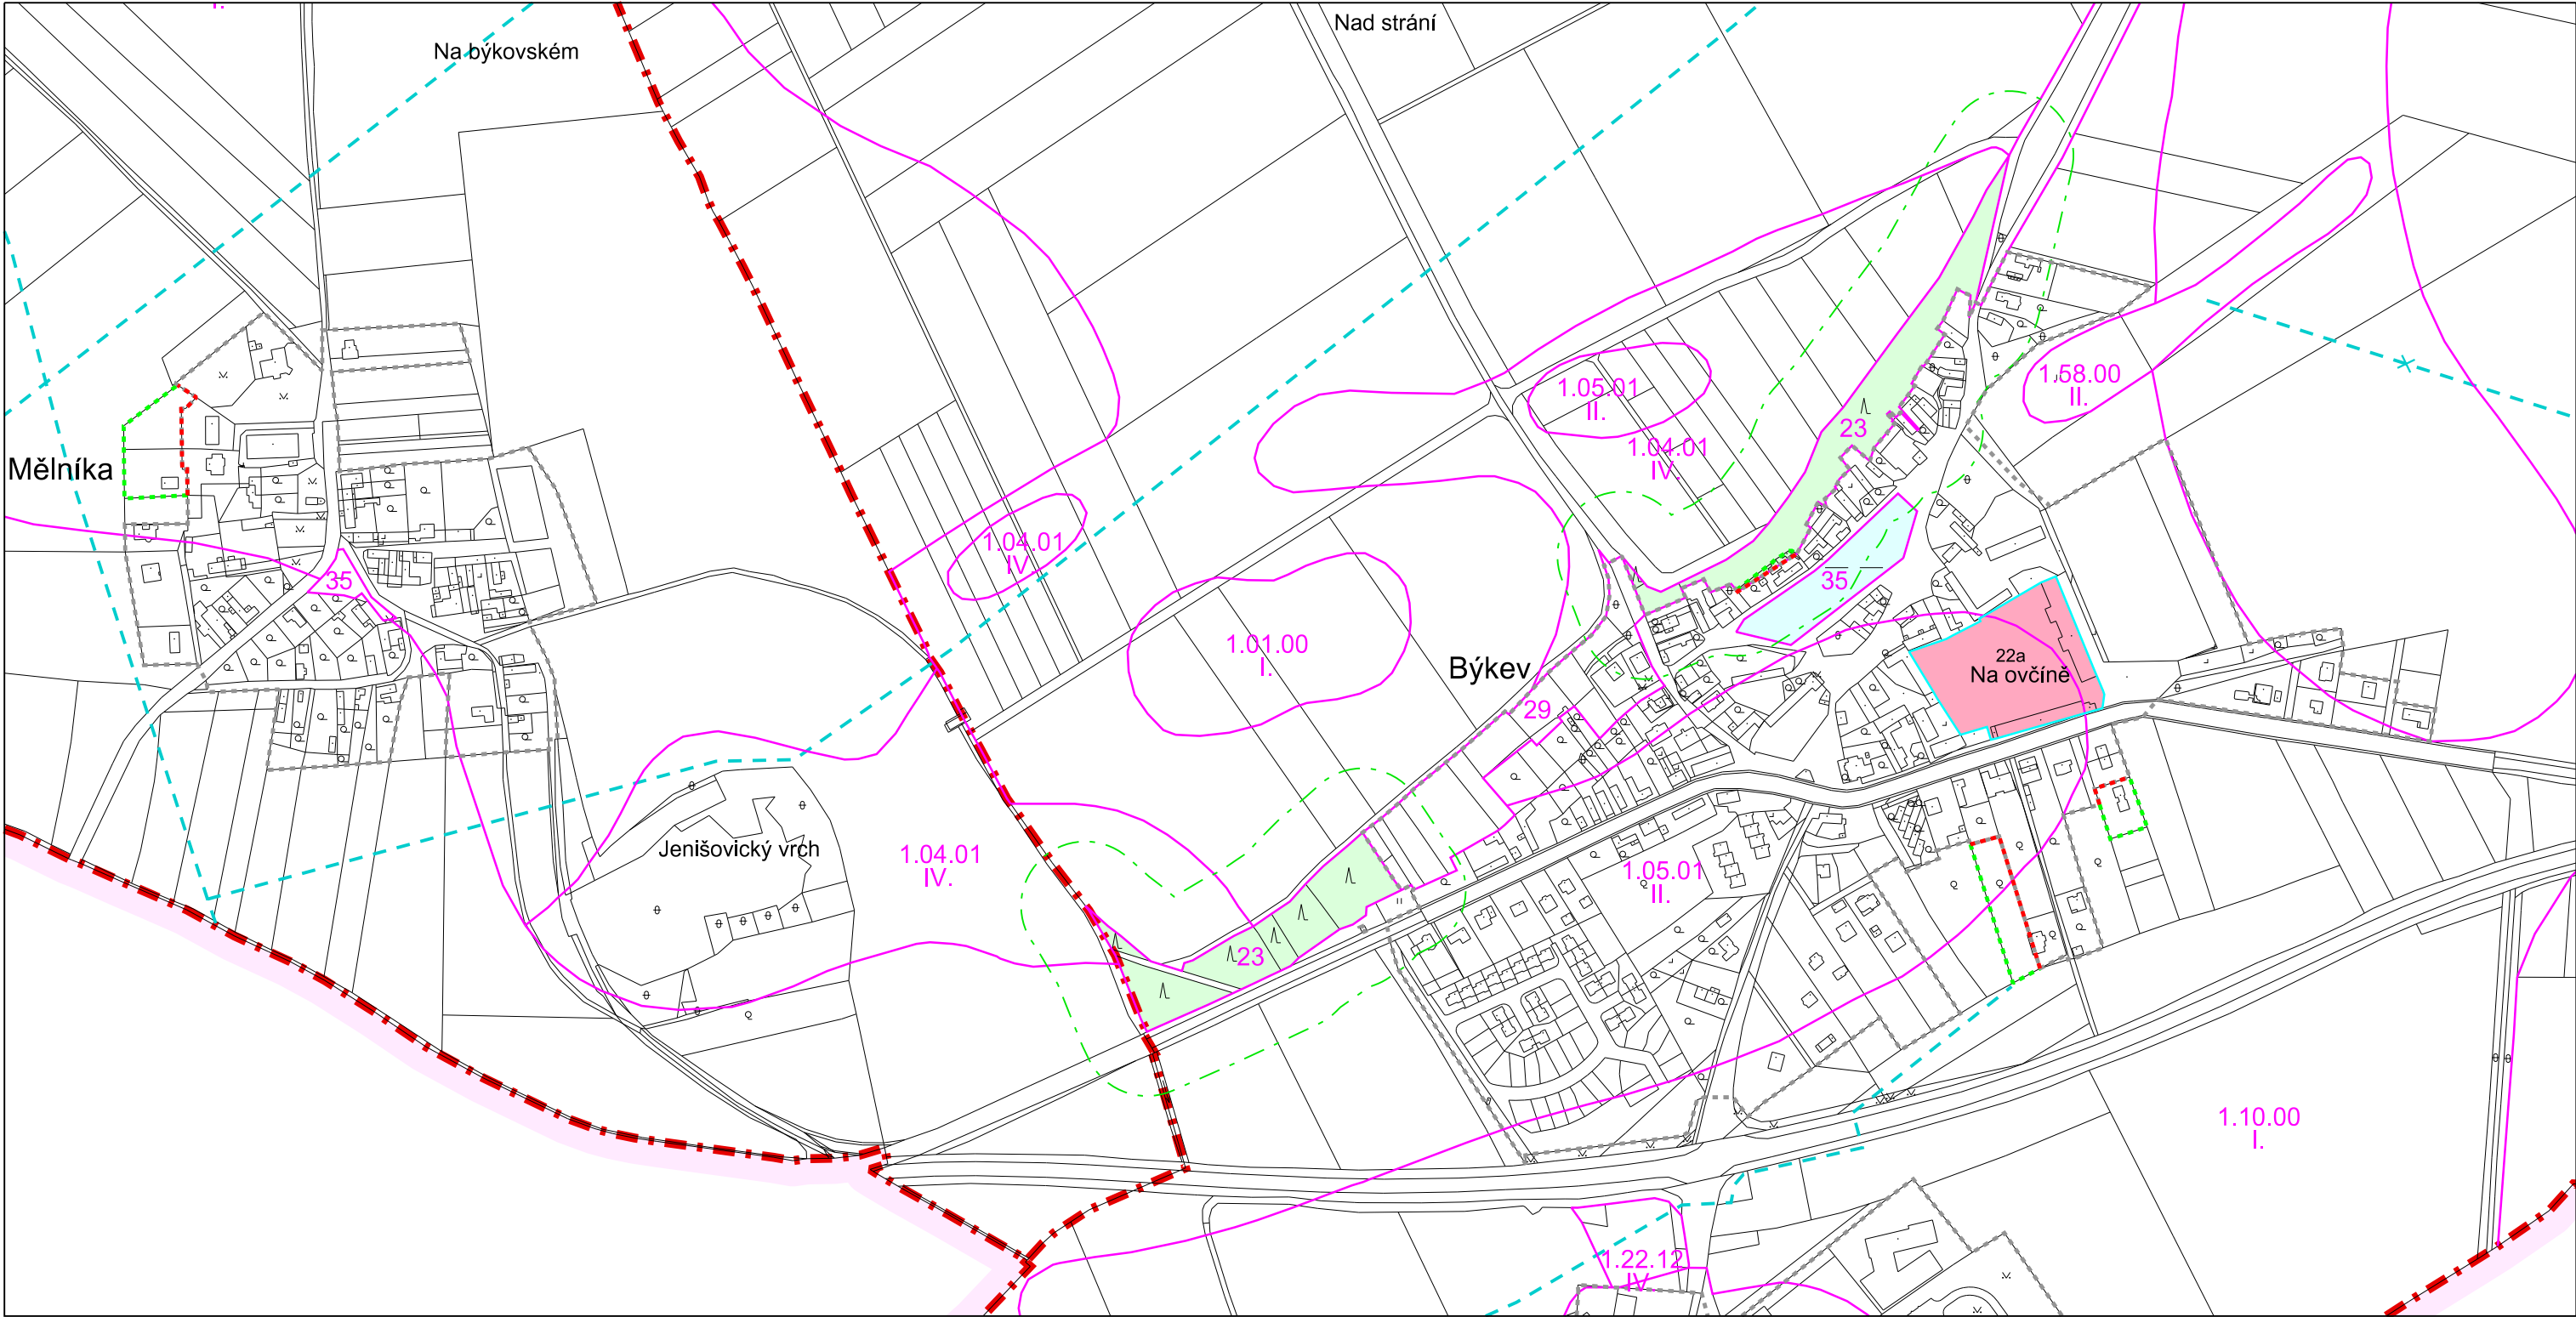 I.
Nad strání
Na býkovském
1.05.01
II.
1.58.00
II.
23
1.04.01
IV.
Mělníka
1.04.01
IV.
35
35
1.01.00
I.
Býkev
22a
Na ovčíně
29
Jenišovický vrch
1.04.01
IV.
1.05.01
II.
23
1.10.00
I.
1.22.12
IV.